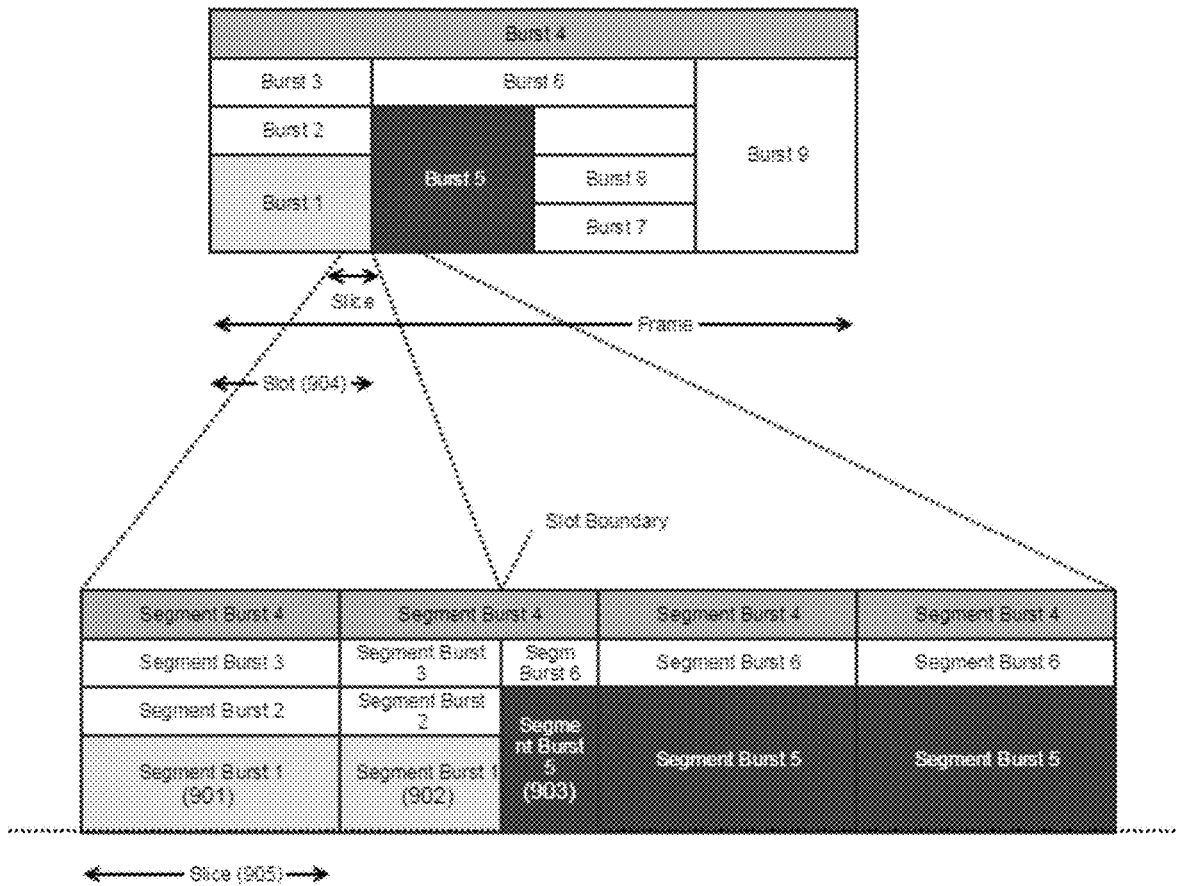 Burst 4
Burst 3
Burst 6
Burst 2
Burst 9
Burst 5
Burst 8
Burst 1
Burst 7
Slice
Frame
Slot (904)
Slot Boundary
Segment Burst 4
Segment Burst 4
Segment Burst 4
Segment Burst 4
Segment Burst 3
Segment Burst
3
Segm
Burst 6
Segment Burst 6
Segment Burst 6
Segment Burst 2
Segment Burst
2
Segme
nt Burst
5
(903)
Segment Burst 5
Segment Burst 5
Segment Burst 1
(901)
Segment Burst 1
(902)
Slice (905)